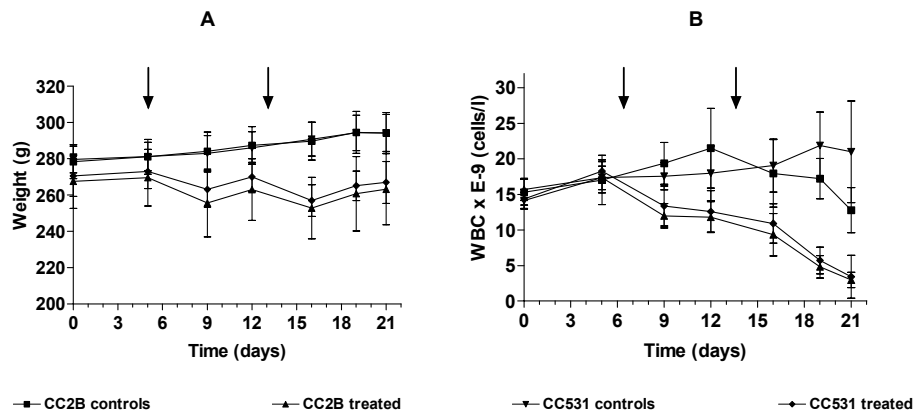 A
B
Weight (g)
320
300
280
260
240
220
200
0 3 6 9 12 15 18 21
Time (days)
WBC x E-9 (cells/l)
30
25
20
15
10
5
0
0 3 6 9 12 15 18 21
Time (days)
CC2B controls
CC2B treated
CC531 controls
CC531 treated